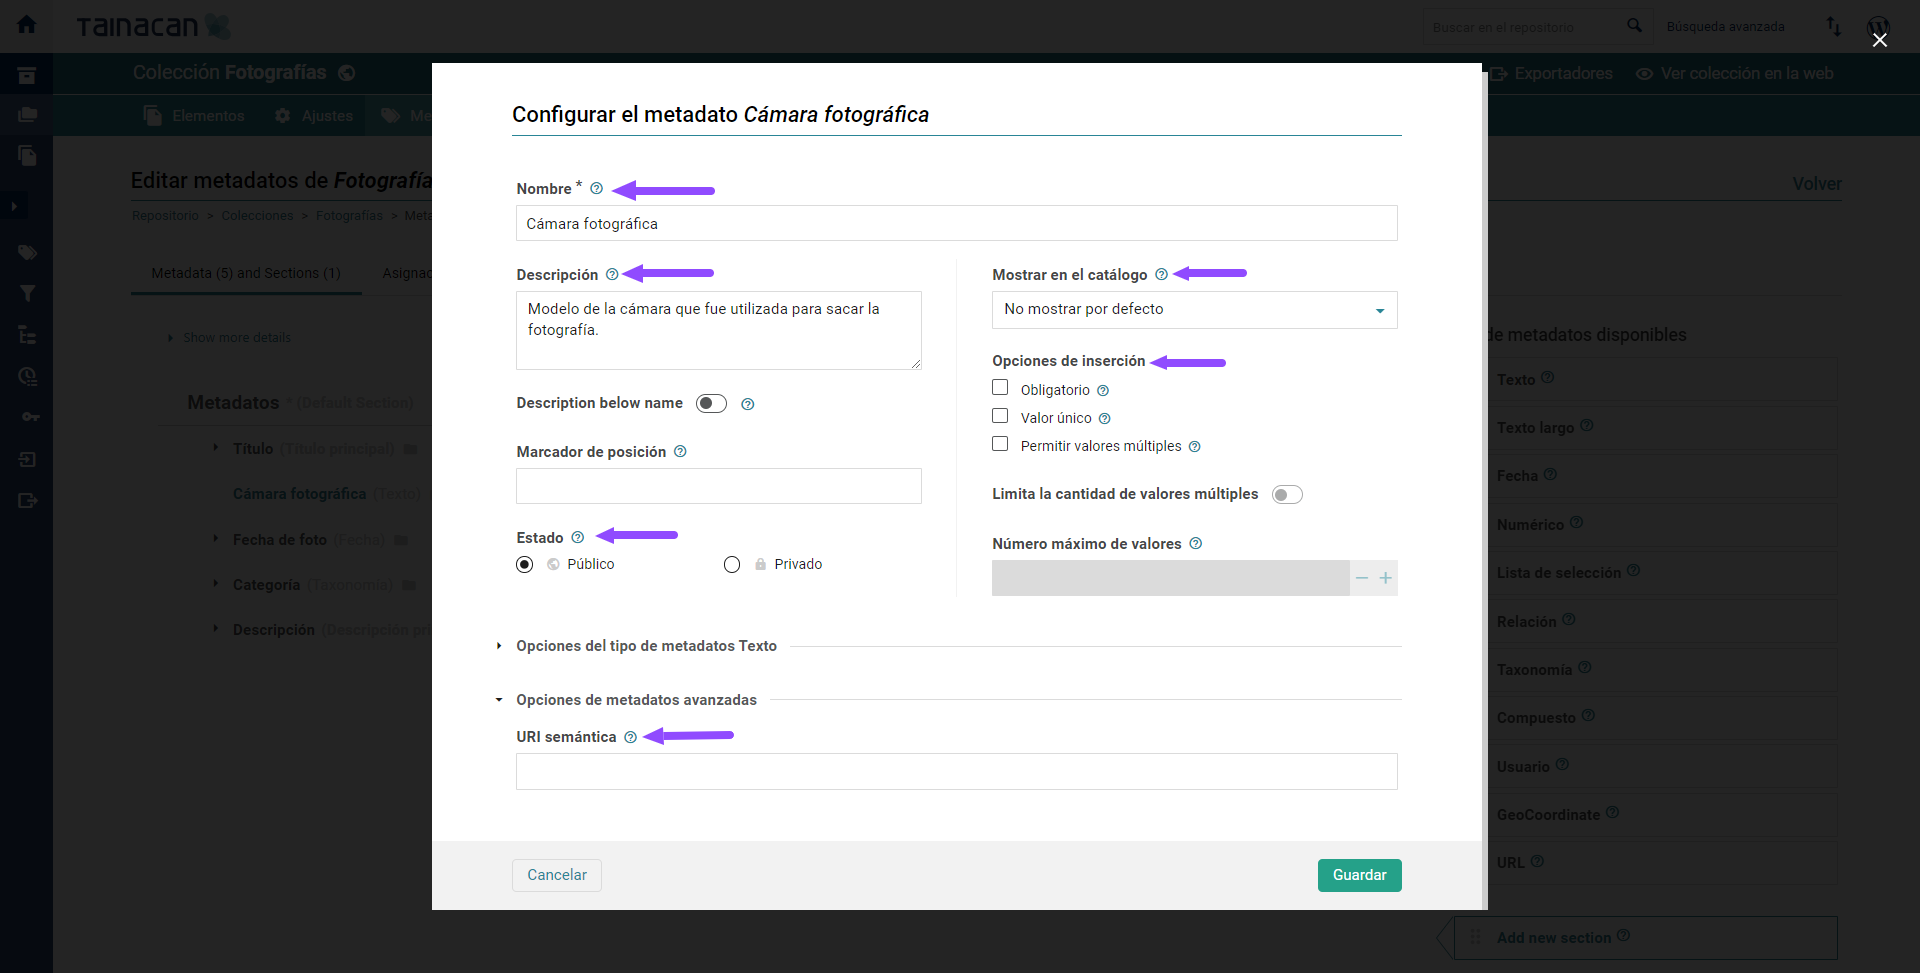 Tainacan
Buscar en el repositorio
Búsqueda avanzada
Colección Fotografías
Exportadores
Ver colección en la web
Elementos
Ajustes
Me
Editar metadatos de Fotografía
Volver
Repositorio > Colecciones > Fotografías > Meta
Metadata (5) and Sections (1)
Asignac
Show more details
Metadatos * (Default Section)
Título (Título principal)
Cámara fotográfica (Texto)
Fecha de foto (Fecha)
Categoría (Taxonomía)
Descripción (Descripción pri
Configurar el metadato Cámara fotográfica
Nombre *
Cámara fotográfica
Descripción
Modelo de la cámara que fue utilizada para sacar la
fotografía.
Description below name
Marcador de posición
Estado
Público
Privado
Mostrar en el catálogo
No mostrar por defecto
Opciones de inserción
Obligatorio
Valor único
Permitir valores múltiples
Limita la cantidad de valores múltiples
Número máximo de valores
Opciones del tipo de metadatos Texto
Opciones de metadatos avanzadas
URI semántica
Cancelar
Guardar
de metadatos disponibles
Texto
Texto largo
Fecha
Numérico
Lista de selección
Relación
Taxonomía
Compuesto
Usuario
GeoCoordinate
URL
Add new section